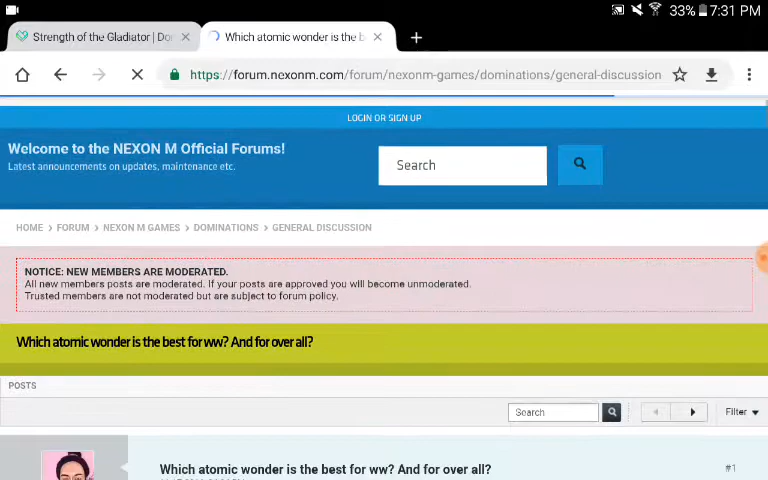 33% 7:31 PM
Strength of the Gladiator | Do
Which atomic wonder is the b
https://forum.nexonm.com/forum/nexonm-games/dominations/general-discussion
LOGIN OR SIGN UP
Welcome to the NEXON M Official Forums!
Latest announcements on updates, maintenance etc.
Search
HOME > FORUM > NEXON M GAMES > DOMINATIONS > GENERAL DISCUSSION
NOTICE: NEW MEMBERS ARE MODERATED.
All new members posts are moderated. If your posts are approved you will become unmoderated.
Trusted members are not moderated but are subject to forum policy.
Which atomic wonder is the best for ww? And for over all?
POSTS
Search
Filter
Which atomic wonder is the best for ww? And for over all?
#1